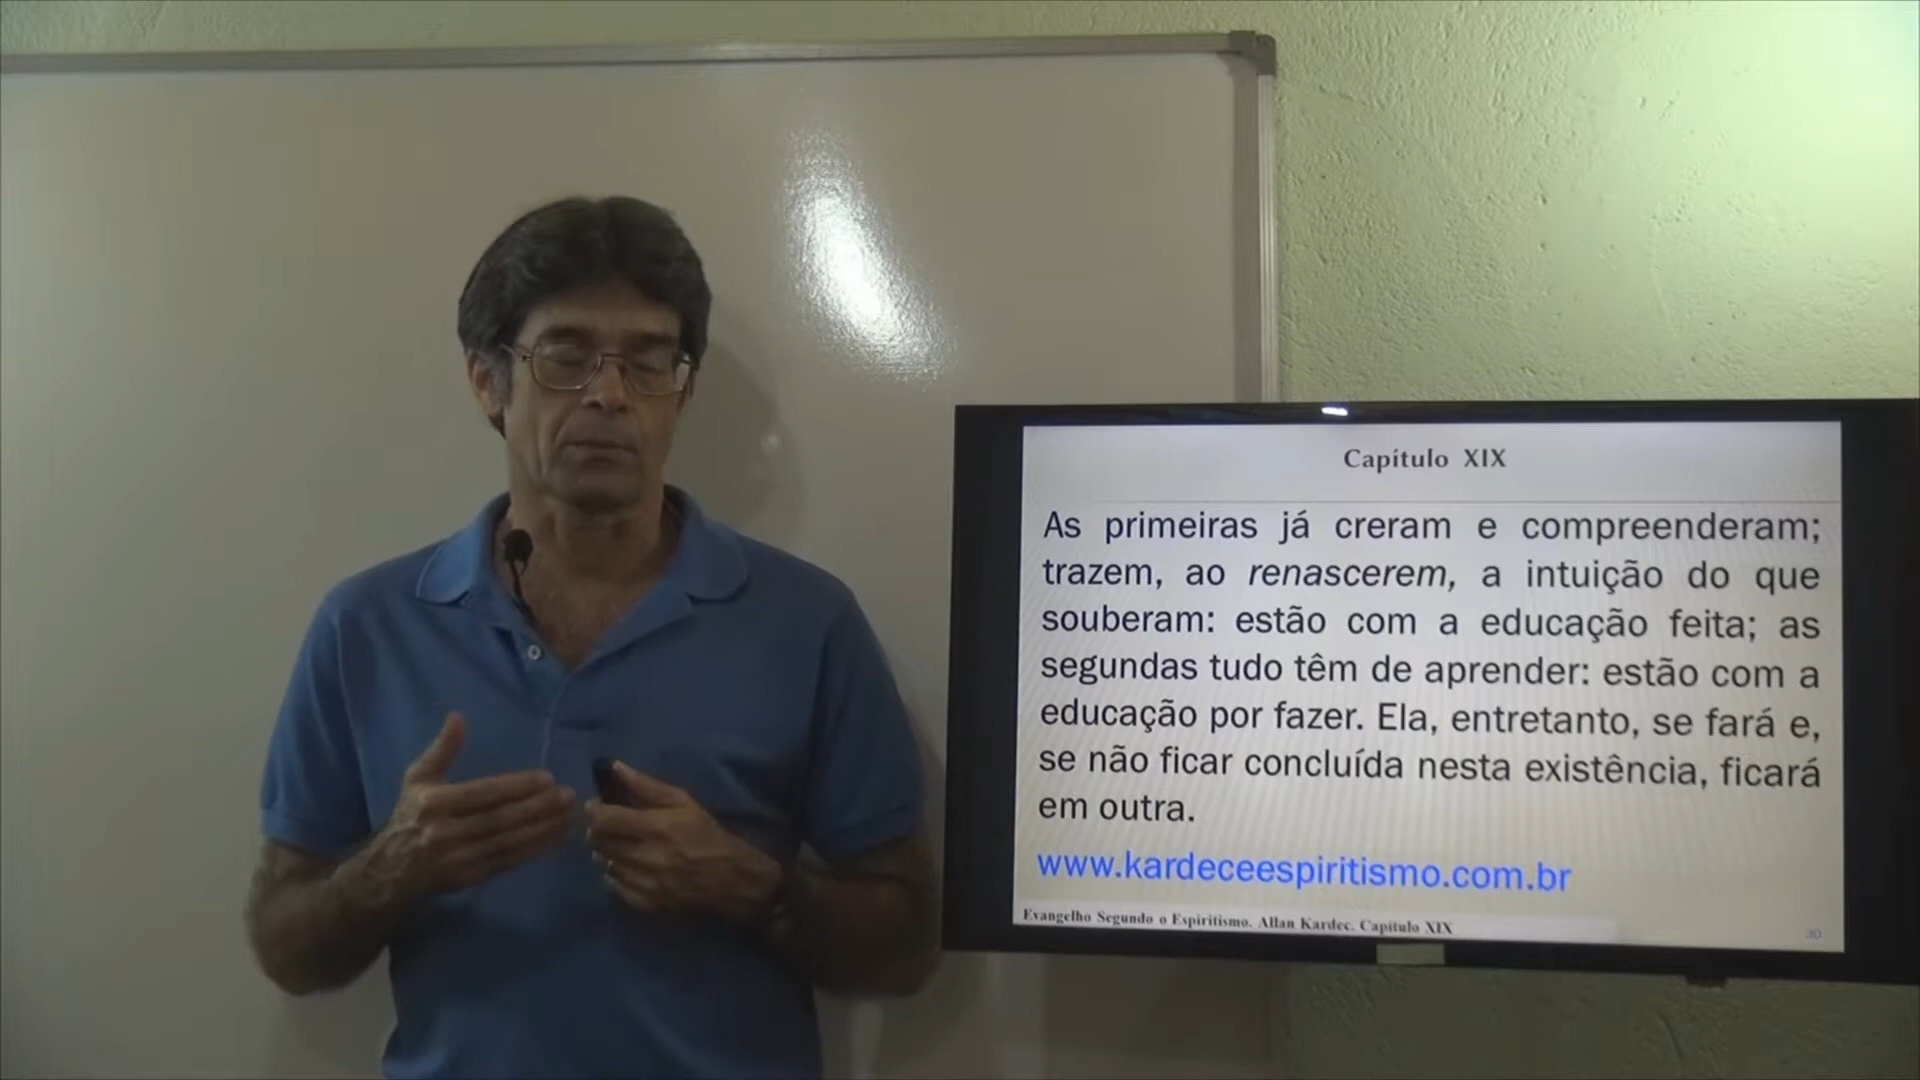 Capítulo XIX
As primeiras já creram e compreenderam;
trazem, ao renascerem, a intuição do que
souberam: estão com a educação feita; as
segundas tudo têm de aprender: estão com a
educação por fazer. Ela, entretanto, se fará e,
se não ficar concluída nesta existência, ficará
em outra.
www.kardeceespiritismo.com.br
Evangelho Segundo o Espiritismo. Allan Kardec. Capítulo XIX
30